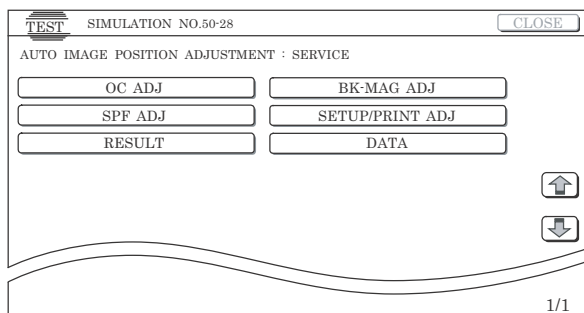 TEST SIMULATION NO.50-28 CLOSE
AUTO IMAGE POSITION ADJUSTMENT : SERVICE
OC ADJ BK-MAG ADJ
SPF ADJ SETUP/PRINT ADJ
RESULT DATA
1/1